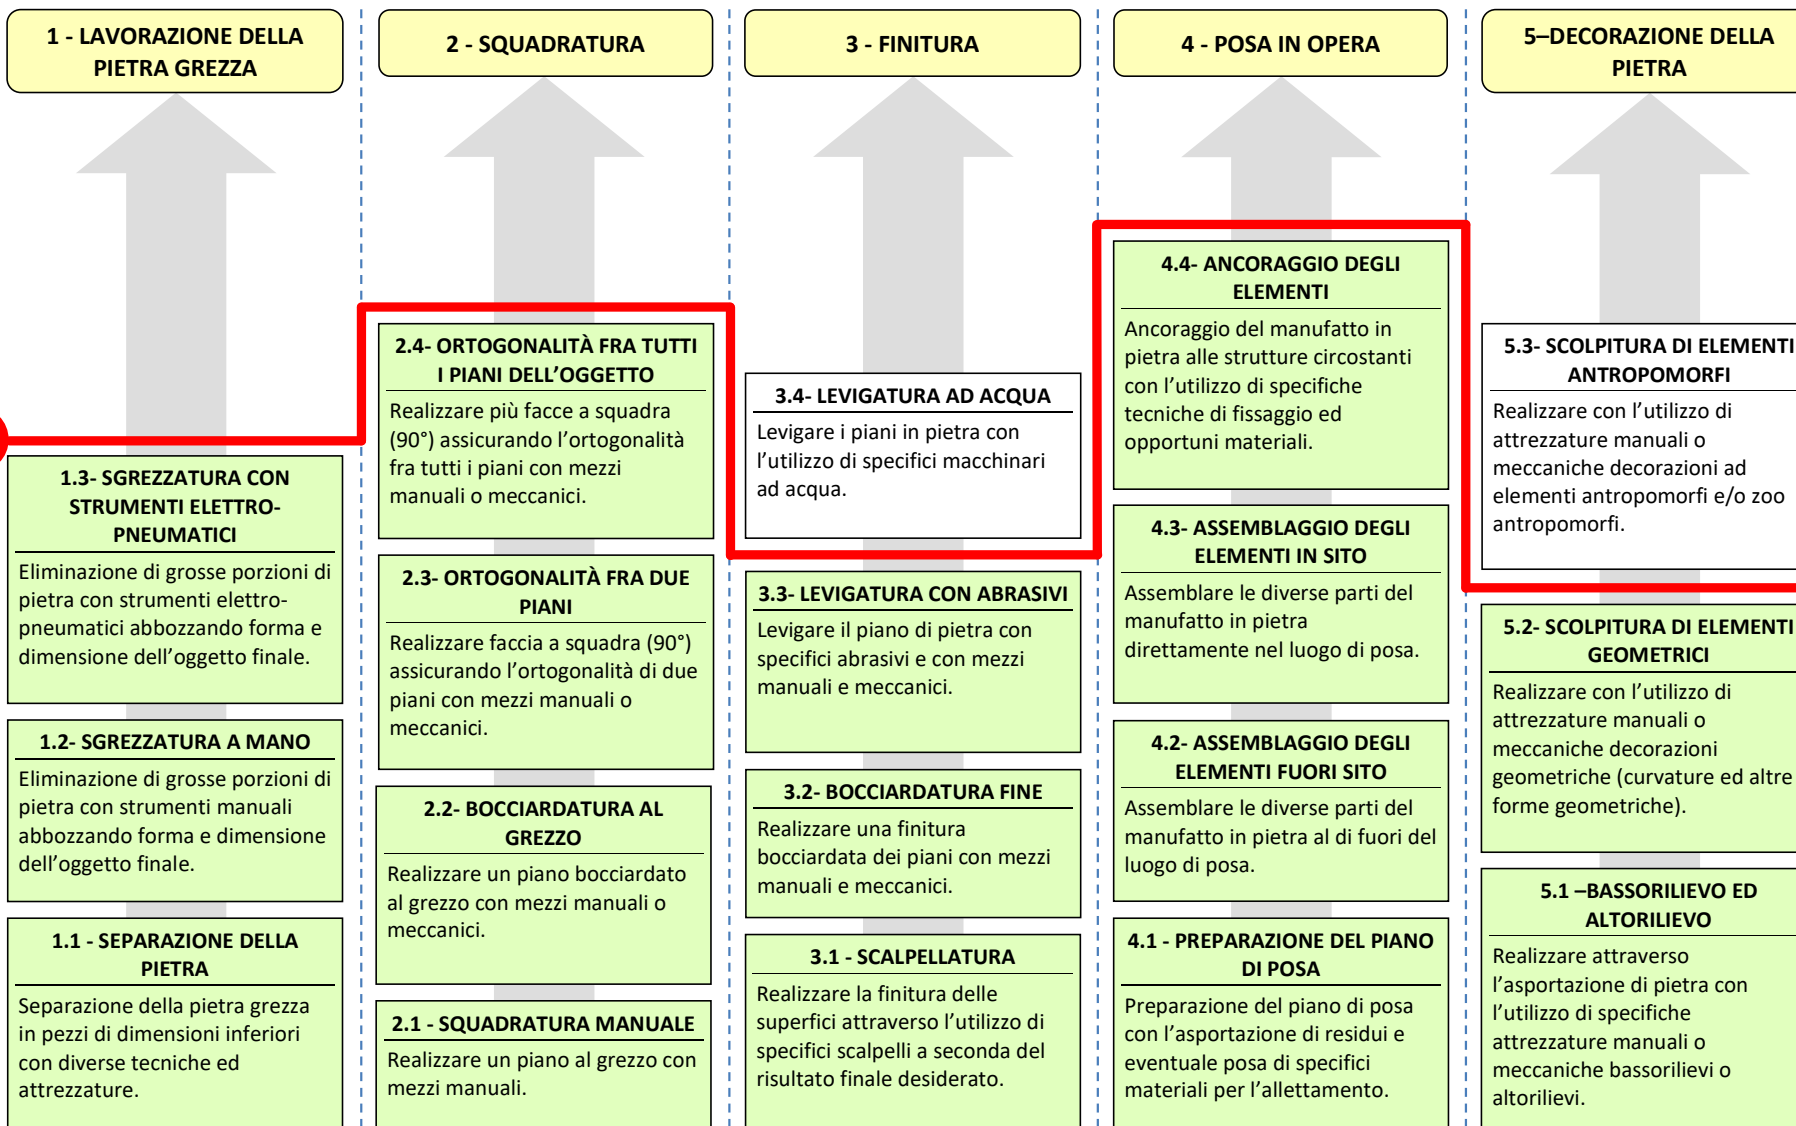 1 - LAVORAZIONE DELLA
PIETRA GREZZA
2 - SQUADRATURA
3 - FINITURA
4 - POSA IN OPERA
5–DECORAZIONE DELLA
PIETRA
1.3- SGREZZATURA CON
STRUMENTI ELETTRO-
PNEUMATICI
Eliminazione di grosse porzioni di
pietra con strumenti elettro-
pneumatici abbozzando forma e
dimensione dell’oggetto finale.
1.2- SGREZZATURA A MANO
Eliminazione di grosse porzioni di
pietra con strumenti manuali
abbozzando forma e dimensione
dell’oggetto finale.
1.1 - SEPARAZIONE DELLA
PIETRA
Separazione della pietra grezza
in pezzi di dimensioni inferiori
con diverse tecniche ed
attrezzature.
2.4- ORTOGONALITÀ FRA TUTTI
I PIANI DELL’OGGETTO
Realizzare più facce a squadra
(90°) assicurando l’ortogonalità
fra tutti i piani con mezzi
manuali o meccanici.
2.3- ORTOGONALITÀ FRA DUE
PIANI
Realizzare faccia a squadra (90°)
assicurando l’ortogonalità di due
piani con mezzi manuali o
meccanici.
2.2- BOCCIARDATURA AL
GREZZO
Realizzare un piano bocciardato
al grezzo con mezzi manuali o
meccanici.
2.1 - SQUADRATURA MANUALE
Realizzare un piano al grezzo con
mezzi manuali.
3.4- LEVIGATURA AD ACQUA
Levigare i piani in pietra con
l’utilizzo di specifici macchinari
ad acqua.
3.3- LEVIGATURA CON ABRASIVI
Levigare il piano di pietra con
specifici abrasivi e con mezzi
manuali e meccanici.
3.2- BOCCIARDATURA FINE
Realizzare una finitura
bocciardata dei piani con mezzi
manuali e meccanici.
3.1 - SCALPELLATURA
Realizzare la finitura delle
superfici attraverso l’utilizzo di
specifici scalpelli a seconda del
risultato finale desiderato.
4.4- ANCORAGGIO DEGLI
ELEMENTI
Ancoraggio del manufatto in
pietra alle strutture circostanti
con l’utilizzo di specifiche
tecniche di fissaggio ed
opportuni materiali.
4.3- ASSEMBLAGGIO DEGLI
ELEMENTI IN SITO
Assemblare le diverse parti del
manufatto in pietra
direttamente nel luogo di posa.
4.2- ASSEMBLAGGIO DEGLI
ELEMENTI FUORI SITO
Assemblare le diverse parti del
manufatto in pietra al di fuori del
luogo di posa.
4.1 - PREPARAZIONE DEL PIANO
DI POSA
Preparazione del piano di posa
con l’asportazione di residui e
eventuale posa di specifici
materiali per l’allettamento.
5.3- SCOLPITURA DI ELEMENTI
ANTROPOMORFI
Realizzare con l’utilizzo di
attrezzature manuali o
meccaniche decorazioni ad
elementi antropomorfi e/o zoo
antropomorfi.
5.2- SCOLPITURA DI ELEMENTI
GEOMETRICI
Realizzare con l’utilizzo di
attrezzature manuali o
meccaniche decorazioni
geometriche (curvature ed altre
forme geometriche).
5.1 –BASSORILIEVO ED
ALTORILIEVO
Realizzare attraverso
l’asportazione di pietra con
l’utilizzo di specifiche
attrezzature manuali o
meccaniche bassorilievi o
altorilievi.